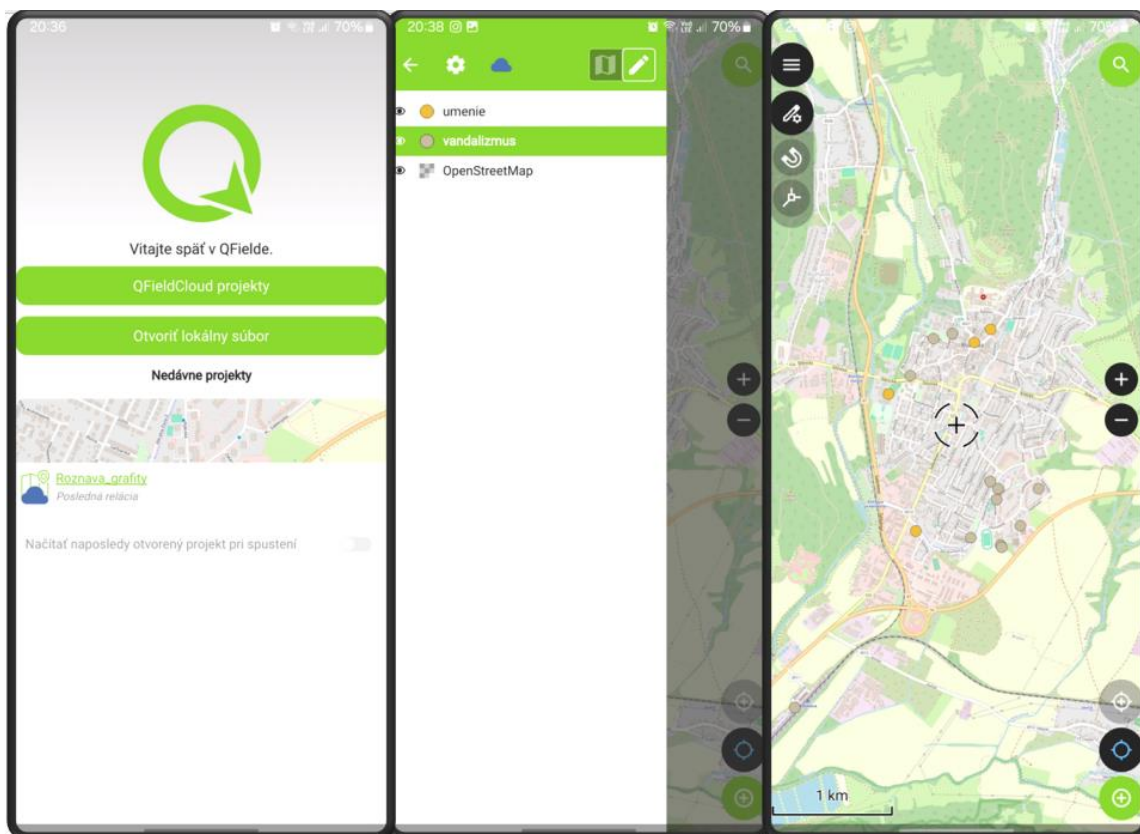 20:36
70%
Vitajte späť v QFielde.
QFieldCloud projekty
Otvoriť lokálny súbor
Nedávne projekty
Roznava_grafity
Posledná relácia
Načítať naposledy otvorený projekt pri spustení
20:38
70%
umenie
vandalizmus
OpenStreetMap
70%
1 km